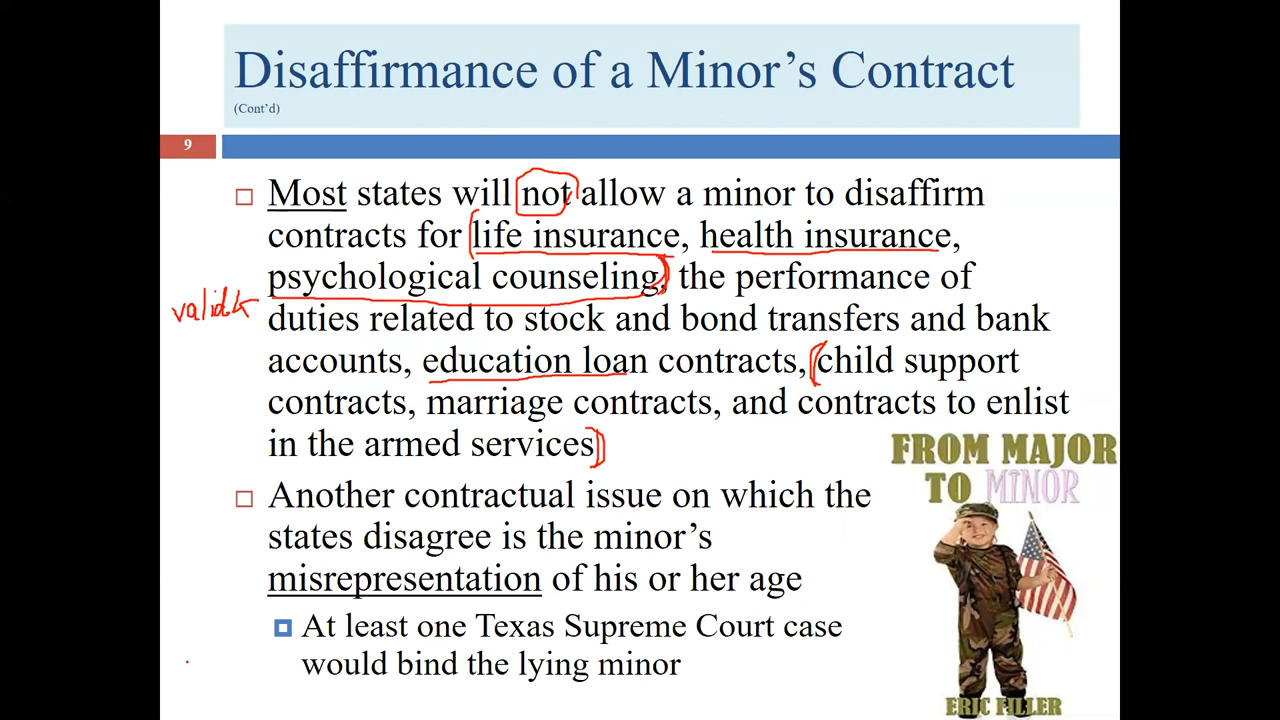 Disaffirmance of a Minor's Contract
(Cont'd)
9
Most states will not allow a minor to disaffirm
contracts for life insurance, health insurance,
psychological counseling, the performance of
duties related to stock and bond transfers and bank
accounts, education loan contracts, child support
contracts, marriage contracts, and contracts to enlist
in the armed services
Another contractual issue on which the
states disagree is the minor's
misrepresentation of his or her age
At least one Texas Supreme Court case
would bind the lying minor
FROM MAJOR
TO MINOR
ERIC FILLER